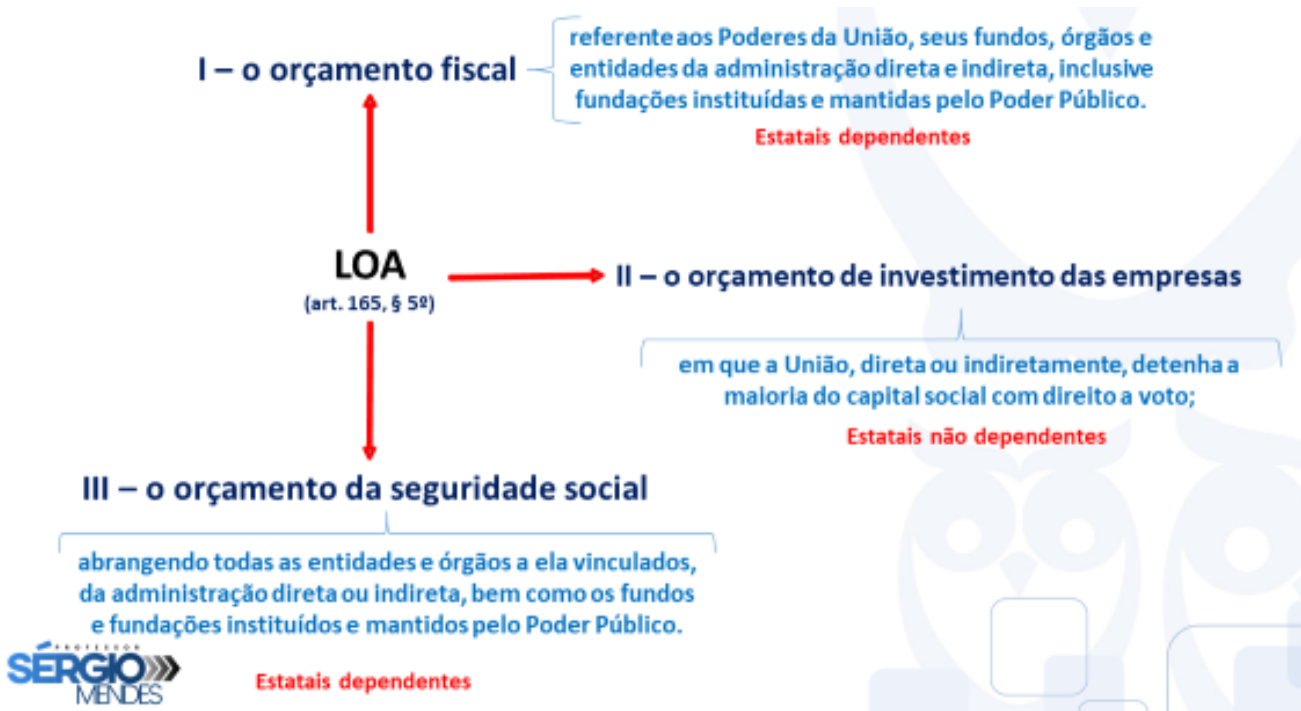 I – o orçamento fiscal
referente aos Poderes da União, seus fundos, órgãos e
entidades da administração direta e indireta, inclusive
fundações instituídas e mantidas pelo Poder Público.
Estatais dependentes
LOA
(art. 165, § 5º)
II – o orçamento de investimento das empresas
em que a União, direta ou indiretamente, detenha a
maioria do capital social com direito a voto;
Estatais não dependentes
III – o orçamento da seguridade social
abrangendo todas as entidades e órgãos a ela vinculados,
da administração direta ou indireta, bem como os fundos
e fundações instituídos e mantidos pelo Poder Público.
Estatais dependentes
PROFESSOR
SÉRGIO
MENDES